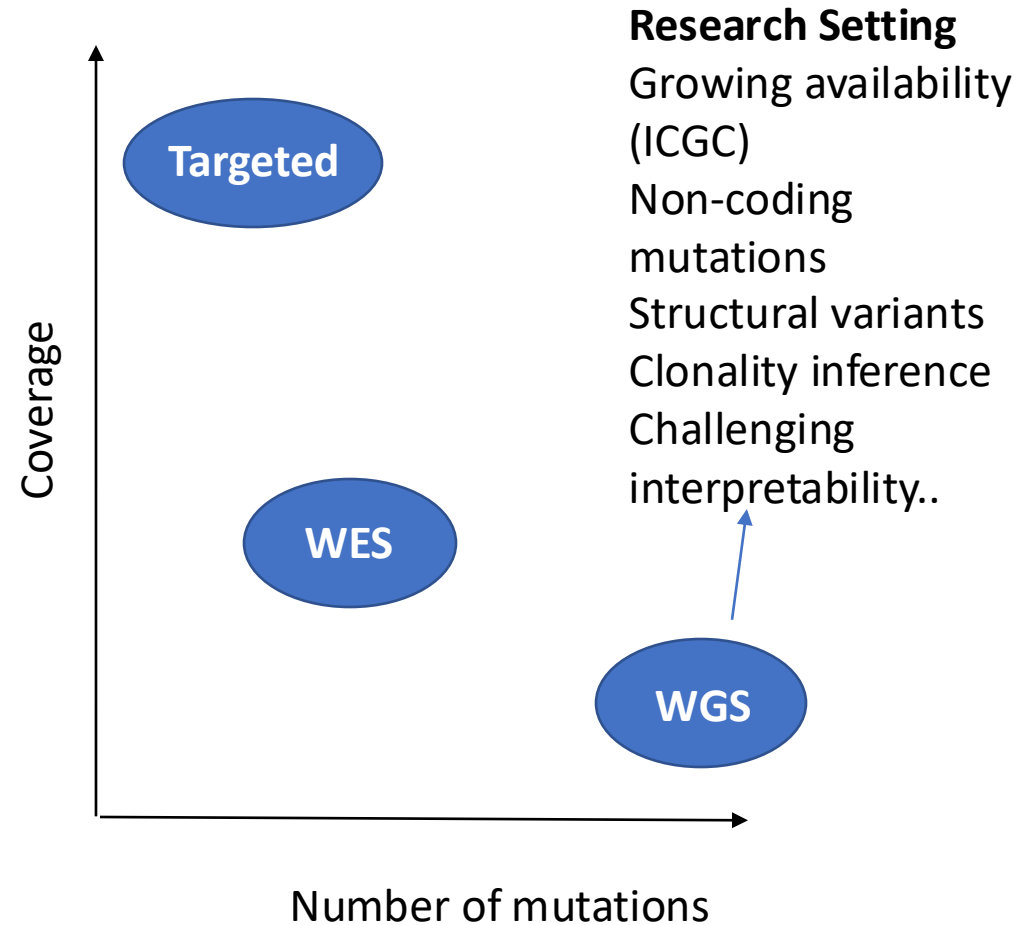 Research Setting
Growing availability
(ICGC)
Non-coding
mutations
Structural variants
Clonality inference
Challenging
interpretability..
Targeted
Coverage
WES
WGS
Number of mutations